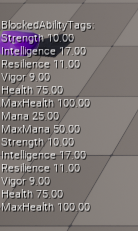 BlockedAbilityTags:
Strength 10.00
Intelligence 17.00
Resilience 11.00
Vigor 9.00
Health 75.00
MaxHealth 100.00
Mana 25.00
MaxMana 50.00
Strength 10.00
Intelligence 17.00
Resilience 11.00
Vigor 9.00
Health 75.00
MaxHealth 100.00